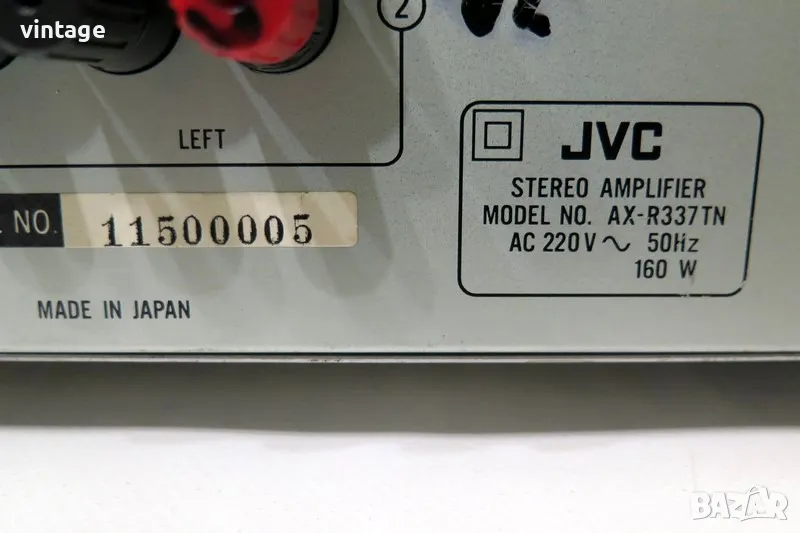 vintage
2
LEFT
L NO. 11500005
MADE IN JAPAN
JVC
STEREO AMPLIFIER
MODEL NO. AX-R337TN
AC 220V ~ 50Hz
160 W
BAZAR